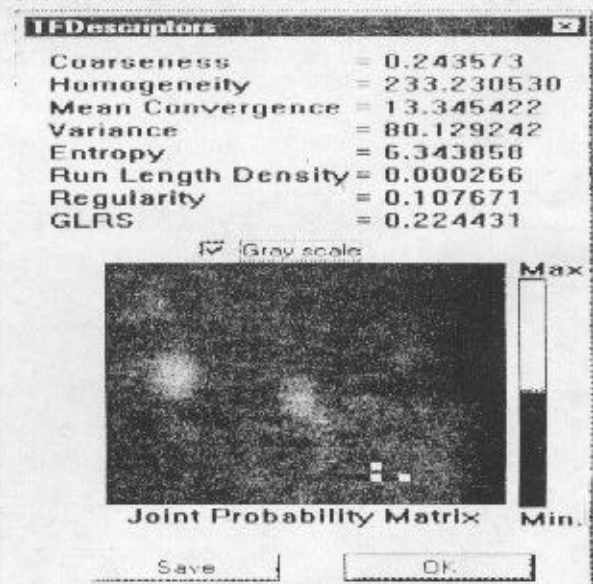 TFDescriptors
Coarseness = 0.243573
Homogeneity = 233.230530
Mean Convergence = 13.345422
Variance = 80.129242
Entropy = 6.343858
Run Length Density = 0.000266
Regularity = 0.107671
GLRS = 0.224431
Gray scale
Max
Joint Probability Matrix
Min.
Save
OK